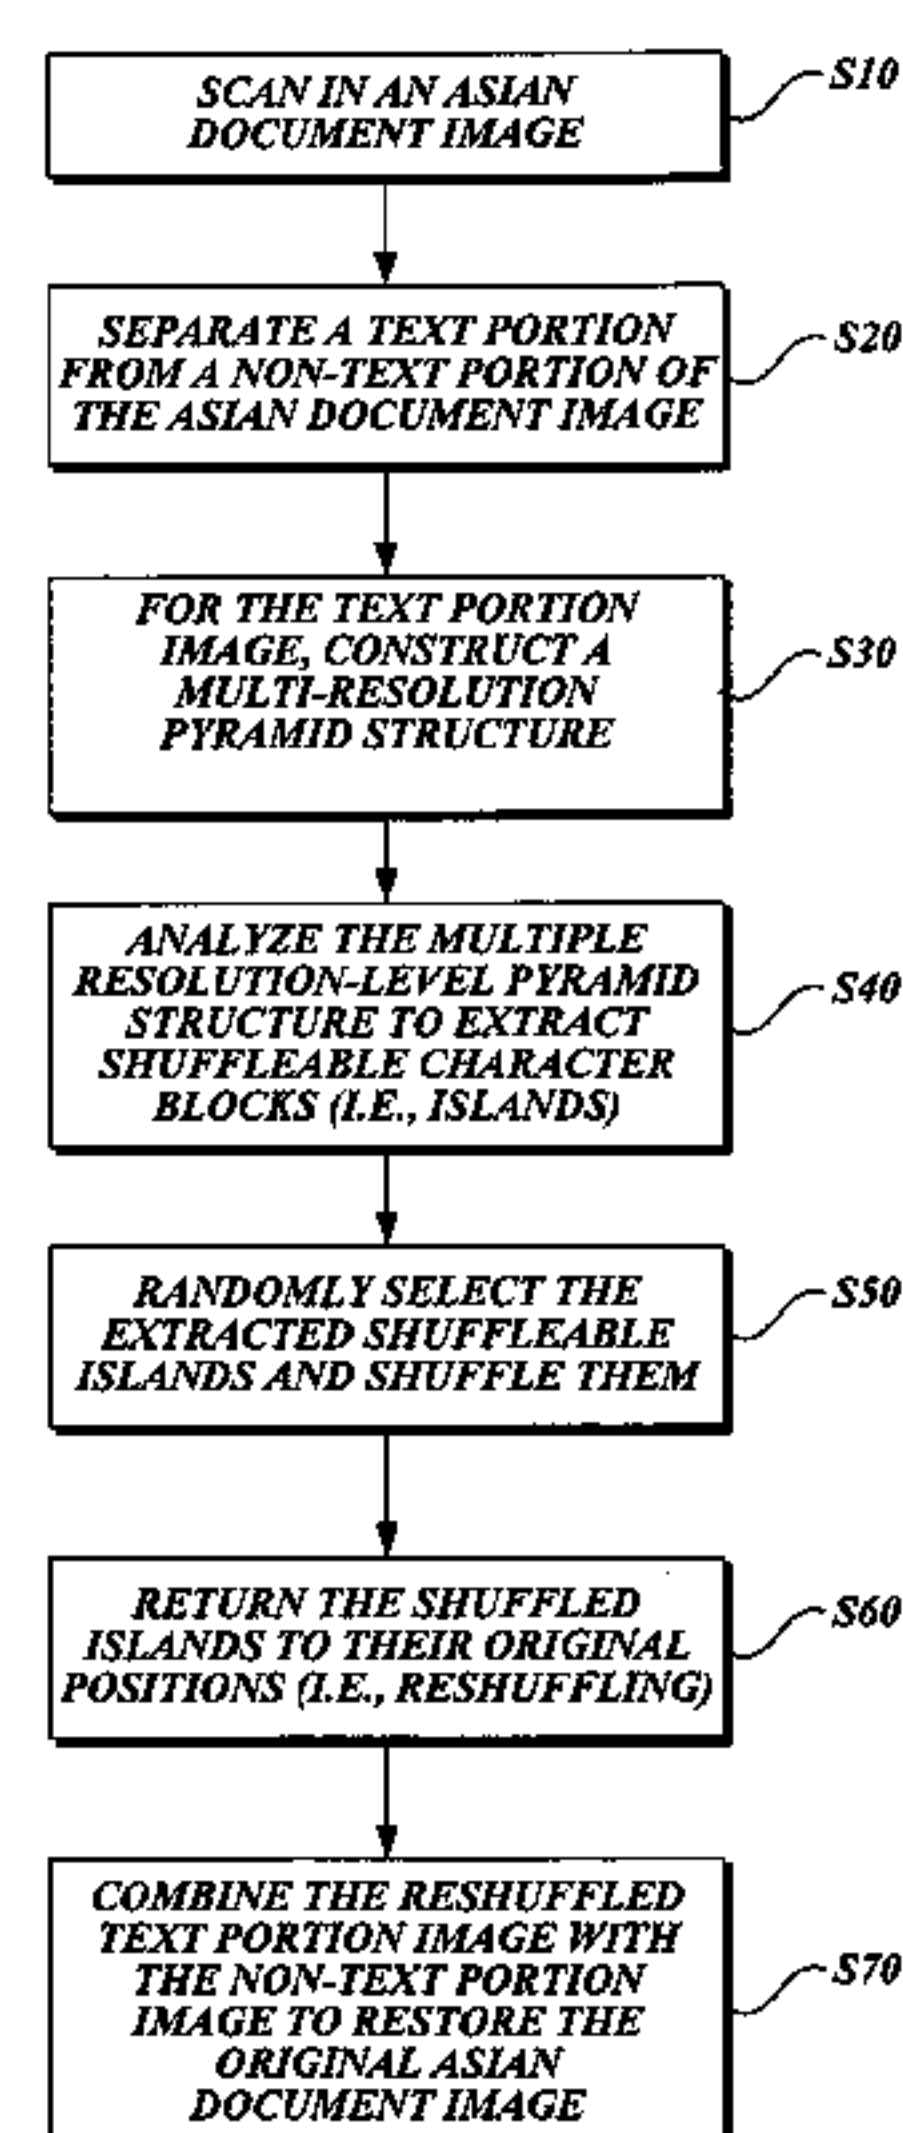 SCAN IN AN ASIAN
DOCUMENT IMAGE
S10
SEPARATE A TEXT PORTION
FROM A NON-TEXT PORTION OF
THE ASIAN DOCUMENT IMAGE
S20
FOR THE TEXT PORTION
IMAGE, CONSTRUCT A
MULTI-RESOLUTION
PYRAMID STRUCTURE
S30
ANALYZE THE MULTIPLE
RESOLUTION-LEVEL PYRAMID
STRUCTURE TO EXTRACT
SHUFFLEABLE CHARACTER
BLOCKS (I.E., ISLANDS)
S40
RANDOMLY SELECT THE
EXTRACTED SHUFFLEABLE
ISLANDS AND SHUFFLE THEM
S50
RETURN THE SHUFFLED
ISLANDS TO THEIR ORIGINAL
POSITIONS (I.E., RESHUFFLING)
S60
COMBINE THE RESHUFFLED
TEXT PORTION IMAGE WITH
THE NON-TEXT PORTION
IMAGE TO RESTORE THE
ORIGINAL ASIAN
DOCUMENT IMAGE
S70